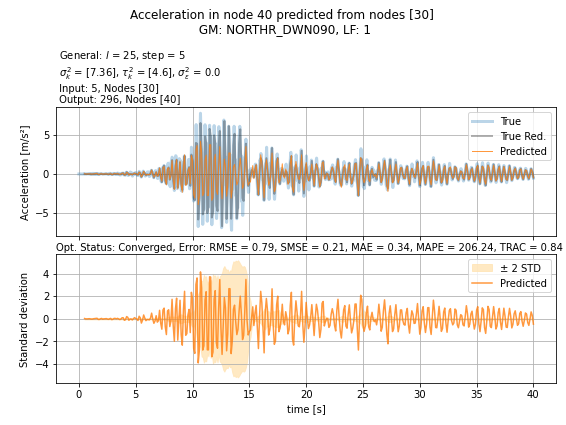 Acceleration in node 40 predicted from nodes [30]
GM: NORTHR_DWN090, LF: 1
General: l = 25, step = 5
σ²ₖ = [7.36], τ²ₖ = [4.6], σ²ε = 0.0
Input: 5, Nodes [30]
Output: 296, Nodes [40]
Acceleration [m/s²]
5
0
−5
True
True Red.
Predicted
Opt. Status: Converged, Error: RMSE = 0.79, SMSE = 0.21, MAE = 0.34, MAPE = 206.24, TRAC = 0.84
Standard deviation
4
2
0
−2
−4
± 2 STD
Predicted
0 5 10 15 20 25 30 35 40
time [s]